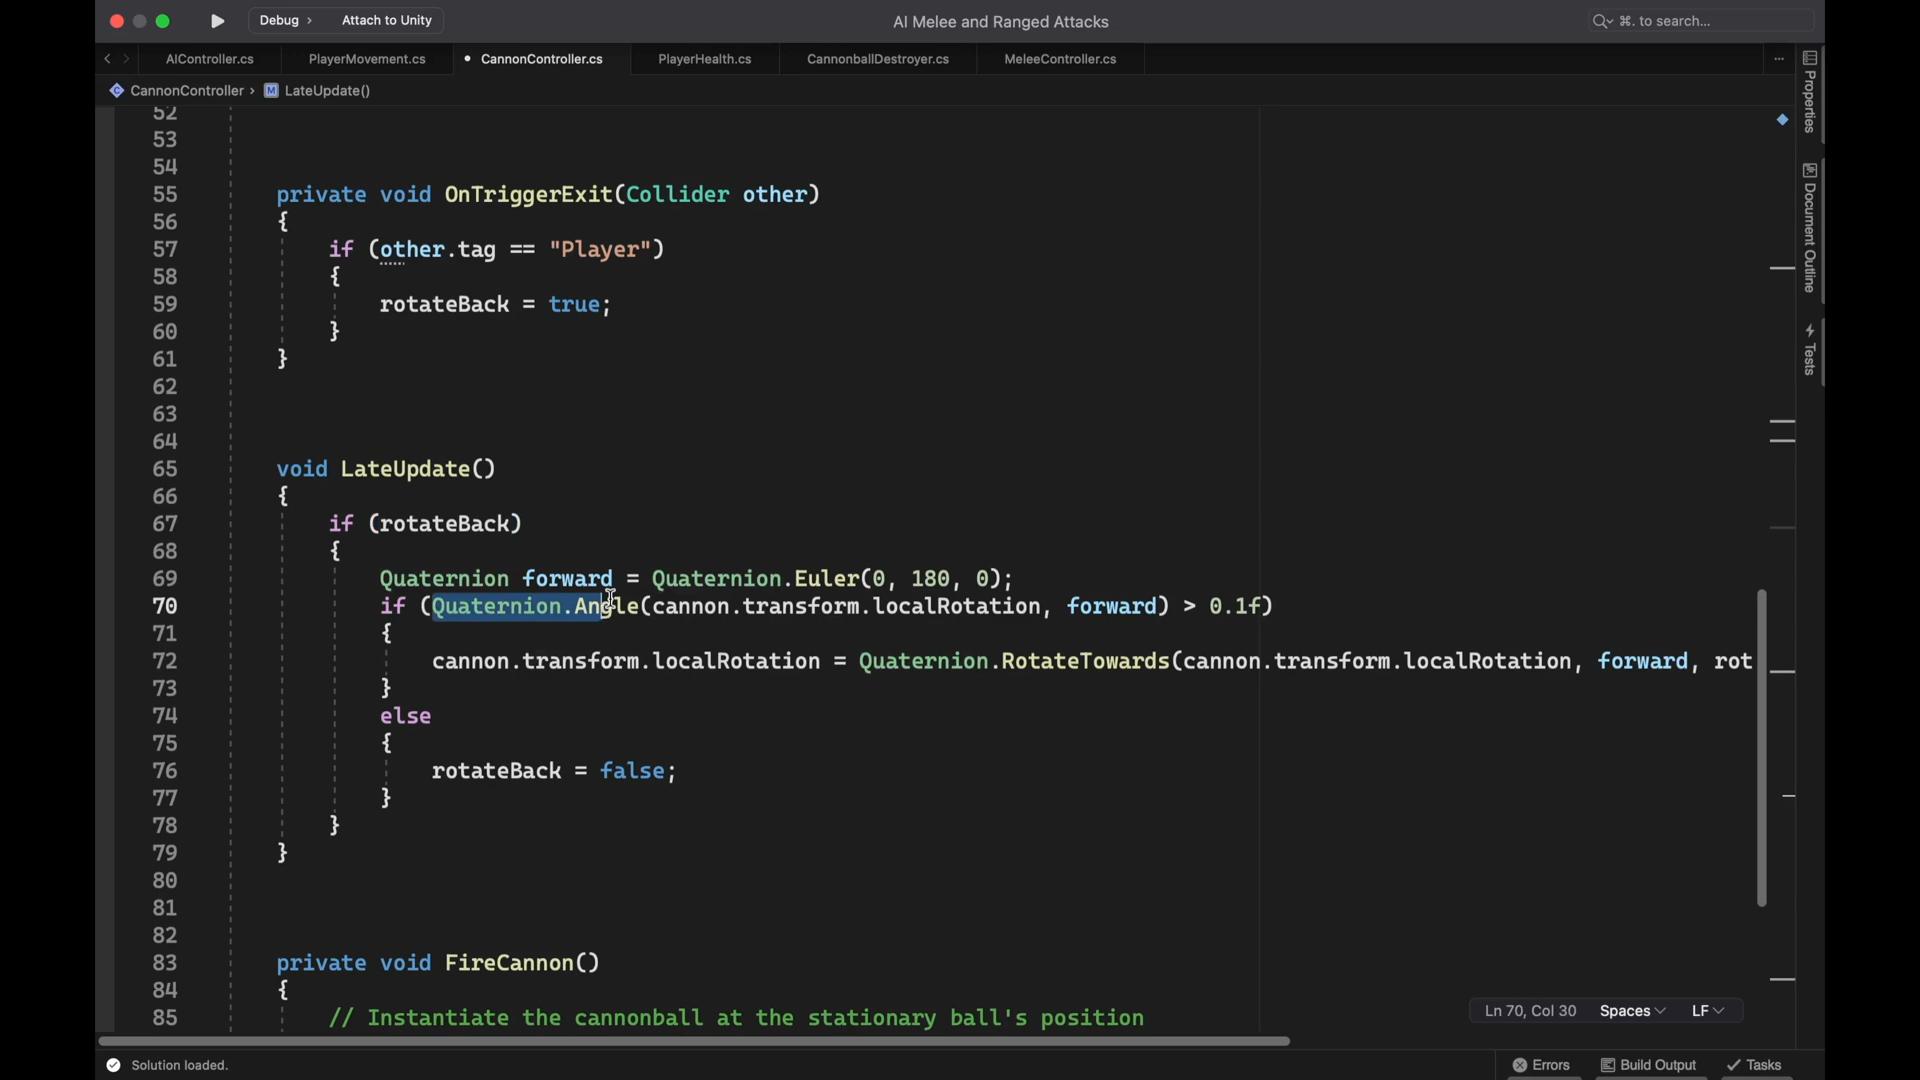 Debug > Attach to Unity
AI Melee and Ranged Attacks
⌘. to search...
AIController.cs
PlayerMovement.cs
CannonController.cs
PlayerHealth.cs
CannonballDestroyer.cs
MeleeController.cs
CannonController > M LateUpdate()
52
53
54
55 private void OnTriggerExit(Collider other)
56 {
57 if (other.tag == "Player")
58 {
59 rotateBack = true;
60 }
61 }
62
63
64
65 void LateUpdate()
66 {
67 if (rotateBack)
68 {
69 Quaternion forward = Quaternion.Euler(0, 180, 0);
70 if (Quaternion.Angle(cannon.transform.localRotation, forward) > 0.1f)
71 {
72 cannon.transform.localRotation = Quaternion.RotateTowards(cannon.transform.localRotation, forward, rot
73 }
74 else
75 {
76 rotateBack = false;
77 }
78 }
79 }
80
81
82
83 private void FireCannon()
84 {
85 // Instantiate the cannonball at the stationary ball's position
Properties
Document Outline
Tests
Ln 70, Col 30 Spaces LF
Solution loaded.
Errors
Build Output
Tasks